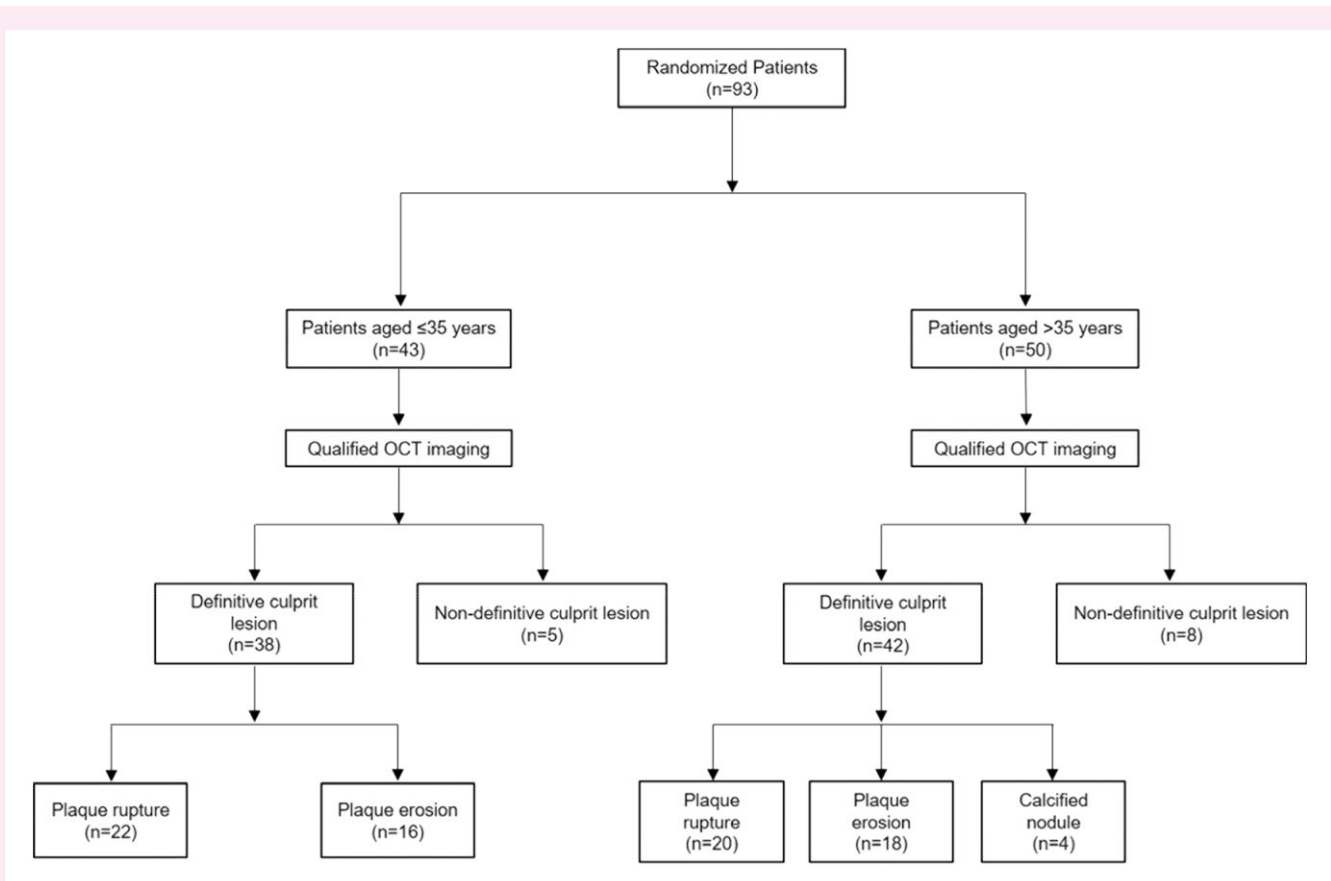 Randomized Patients
(n=93)
Patients aged ≤35 years
(n=43)
Patients aged >35 years
(n=50)
Qualified OCT imaging
Qualified OCT imaging
Definitive culprit
lesion
(n=38)
Non-definitive culprit lesion
(n=5)
Definitive culprit
lesion
(n=42)
Non-definitive culprit lesion
(n=8)
Plaque rupture
(n=22)
Plaque erosion
(n=16)
Plaque
rupture
(n=20)
Plaque
erosion
(n=18)
Calcified
nodule
(n=4)